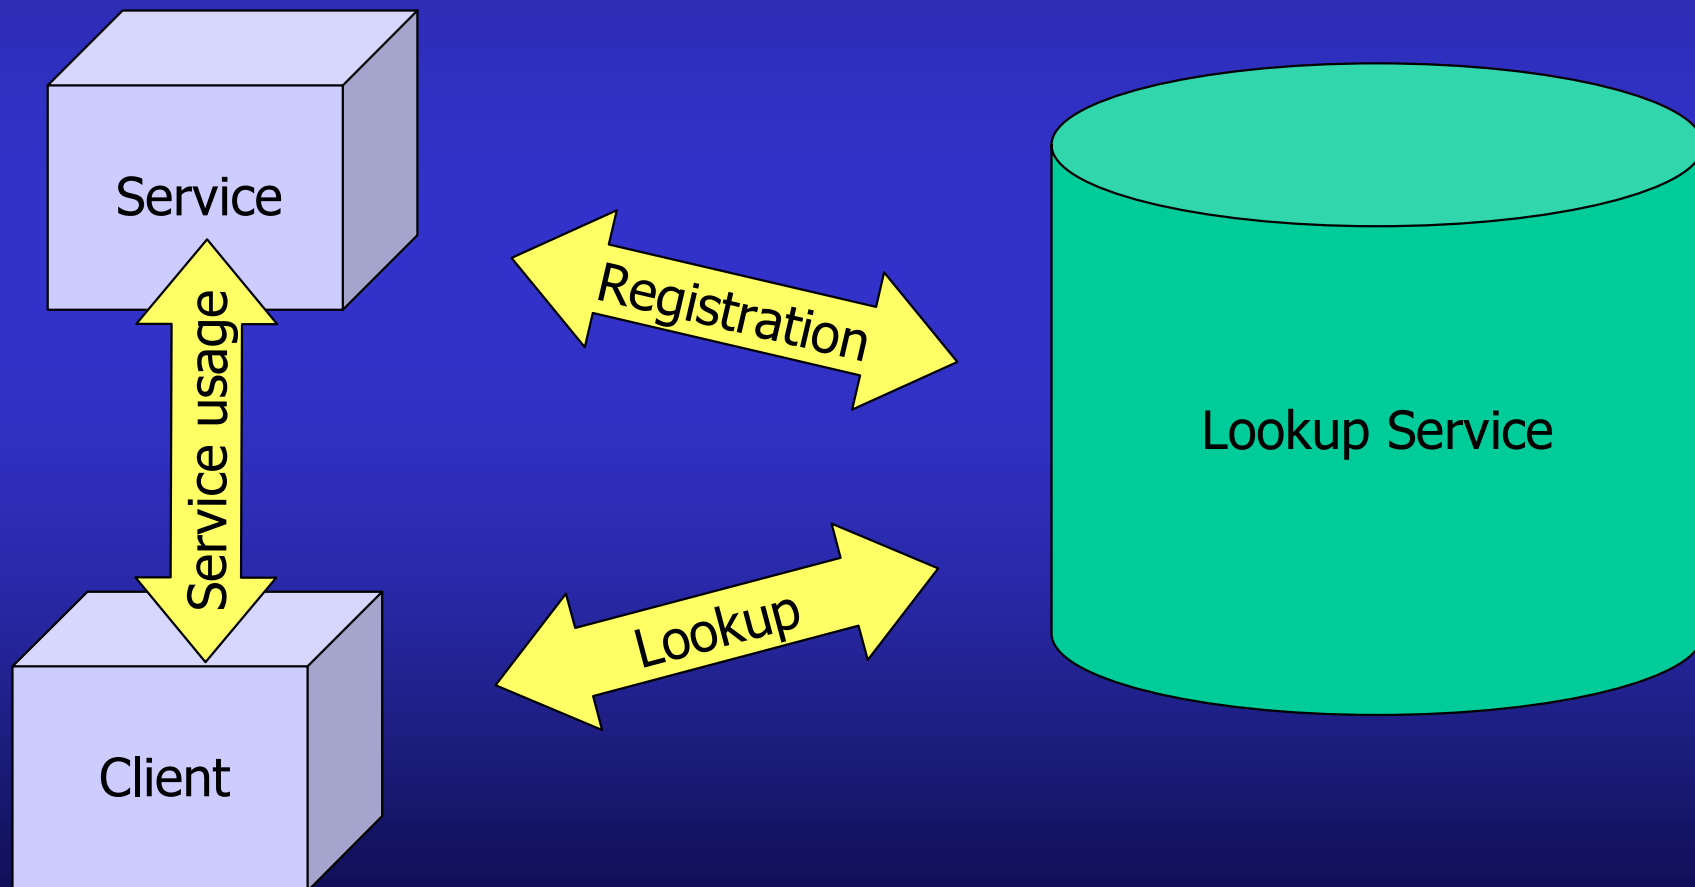 Service
Registration
Service usage
Lookup Service
Lookup
Client